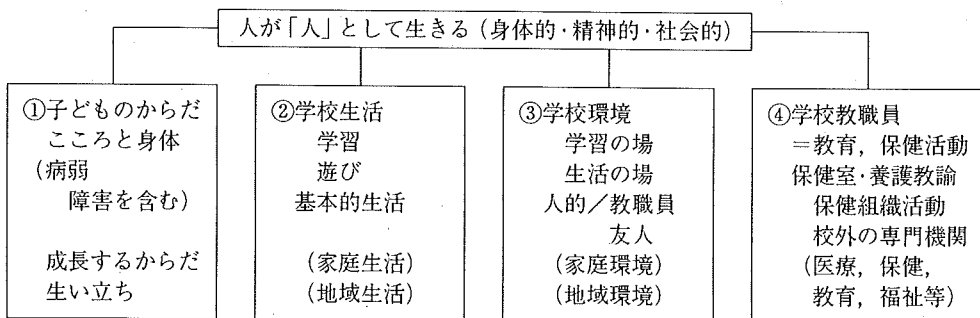 人が「人」として生きる(身体的・精神的・社会的)
①子どものからだ
こころと身体
(病弱
障害を含む)
成長するからだ
生い立ち
②学校生活
学習
遊び
基本的生活
(家庭生活)
(地域生活)
③学校環境
学習の場
生活の場
人的/教職員
友人
(家庭環境)
(地域環境)
④学校教職員
=教育,保健活動
保健室・養護教諭
保健組織活動
校外の専門機関
(医療,保健,
教育,福祉等)